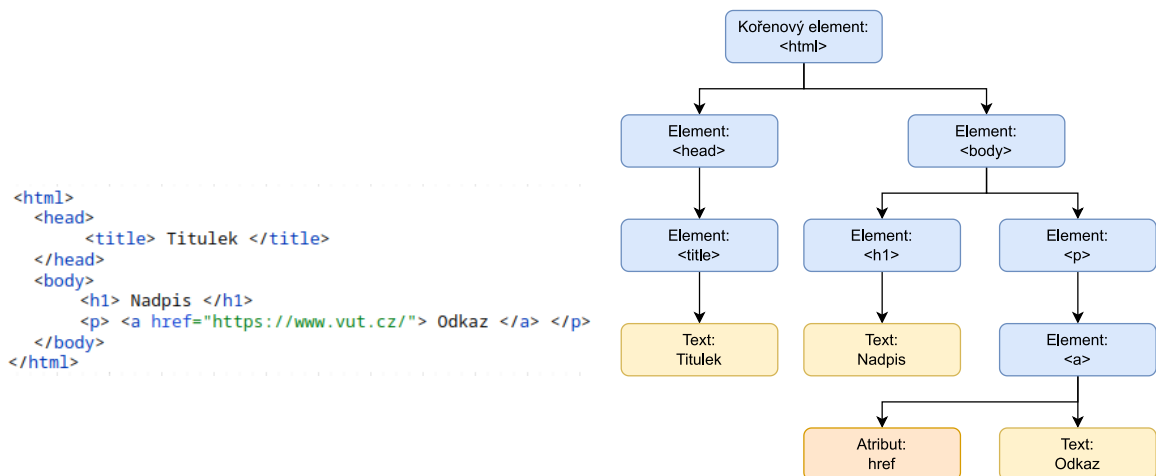 <html>
<head>
<title> Titulek </title>
</head>
<body>
<h1> Nadpis </h1>
<p> <a href="https://www.vut.cz/"> Odkaz </a> </p>
</body>
</html>
Kořenový element:
<html>
Element:
<head>
Element:
<body>
Element:
<title>
Element:
<h1>
Element:
<p>
Text:
Titulek
Text:
Nadpis
Element:
<a>
Atribut:
href
Text:
Odkaz